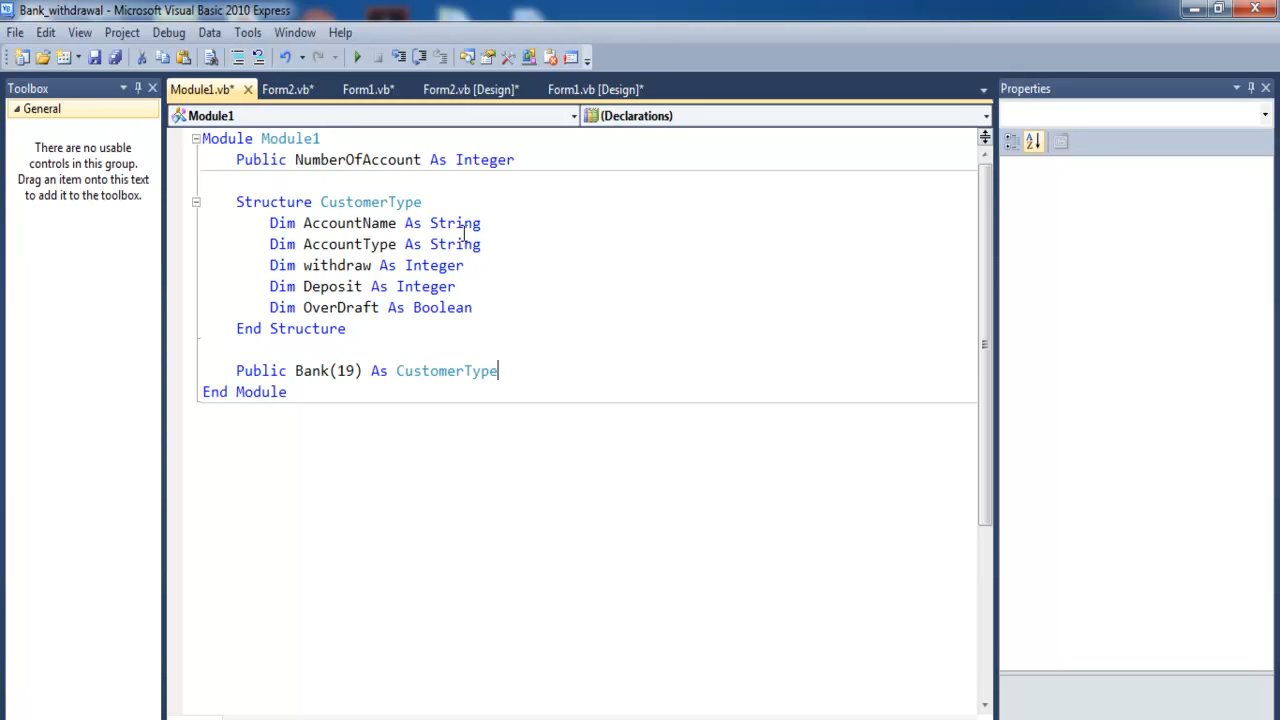 Bank_withdrawal - Microsoft Visual Basic 2010 Express
File Edit View Project Debug Data Tools Window Help
Toolbox
General
There are no usable
controls in this group.
Drag an item onto this text
to add it to the toolbox.
Module1.vb* Form2.vb* Form1.vb* Form2.vb [Design]* Form1.vb [Design]*
Module1 (Declarations)
Module Module1
Public NumberOfAccount As Integer
Structure CustomerType
Dim AccountName As String
Dim AccountType As String
Dim withdraw As Integer
Dim Deposit As Integer
Dim OverDraft As Boolean
End Structure
Public Bank(19) As CustomerType
End Module
Properties